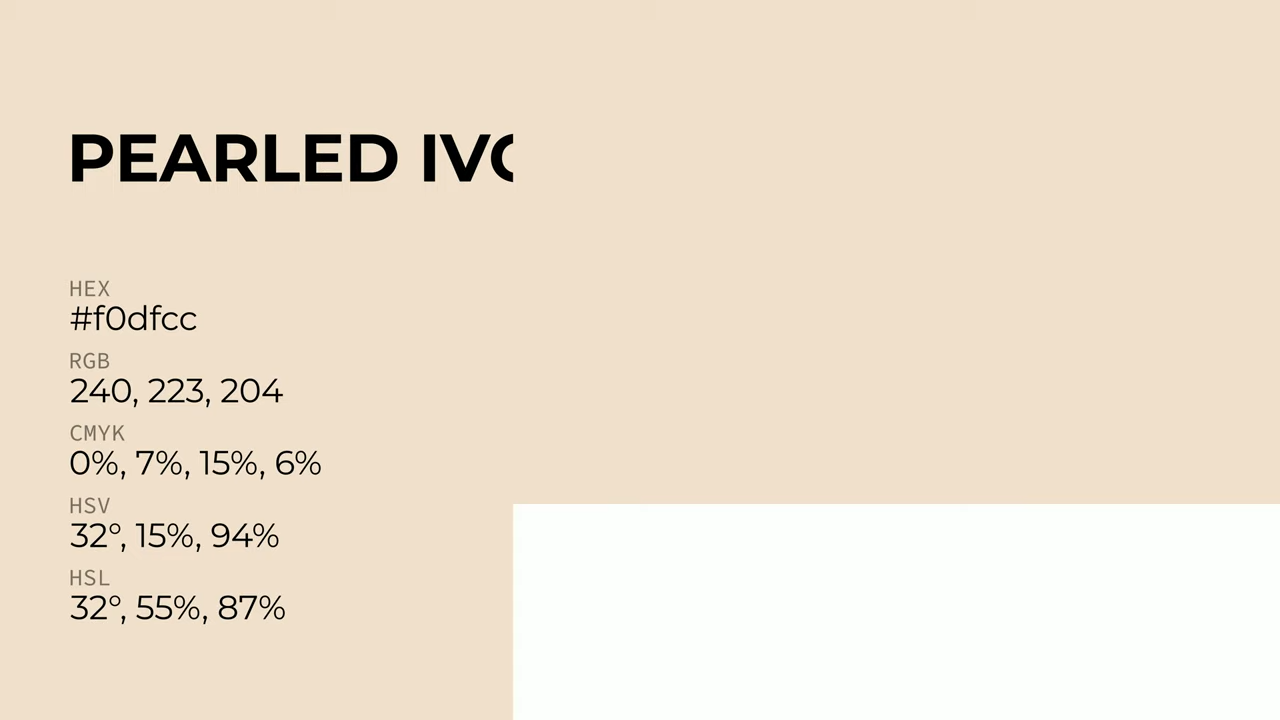 PEARLED IVO
HEX
#f0dfcc
RGB
240, 223, 204
CMYK
0%, 7%, 15%, 6%
HSV
32°, 15%, 94%
HSL
32°, 55%, 87%